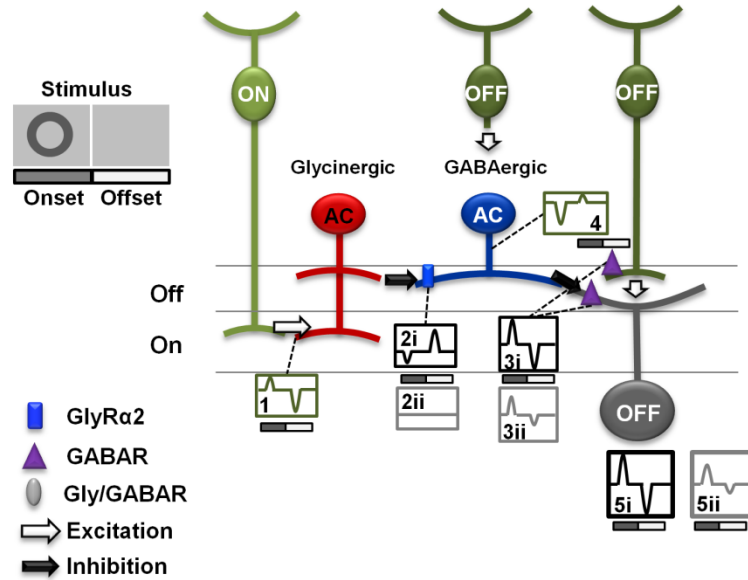 ON
OFF
OFF
Stimulus
Onset Offset
Glycinergic
GABAergic
AC
AC
4
Off
On
2i
3i
1
2ii
3ii
OFF
GlyRα2
GABAR
Gly/GABAR
Excitation
Inhibition
5i
5ii